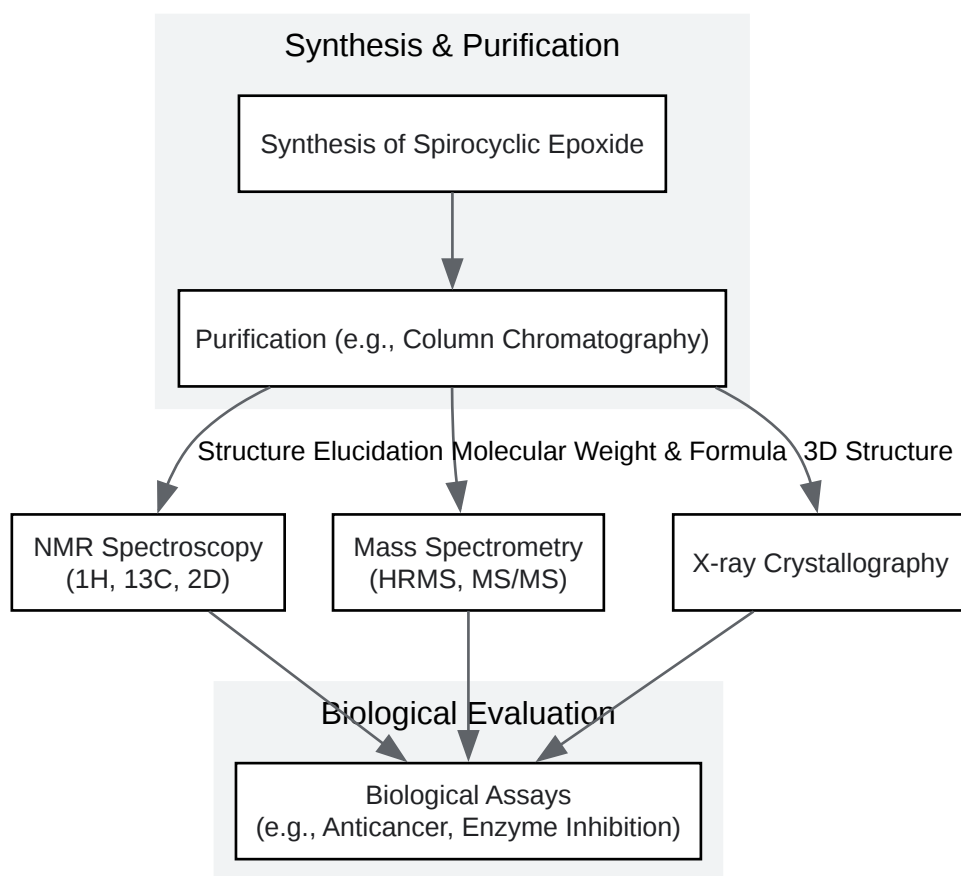 Synthesis & Purification
Synthesis of Spirocyclic Epoxide
Purification (e.g., Column Chromatography)
Structure Elucidation
Molecular Weight & Formula
3D Structure
NMR Spectroscopy
(1H, 13C, 2D)
Mass Spectrometry
(HRMS, MS/MS)
X-ray Crystallography
Biological Evaluation
Biological Assays
(e.g., Anticancer, Enzyme Inhibition)